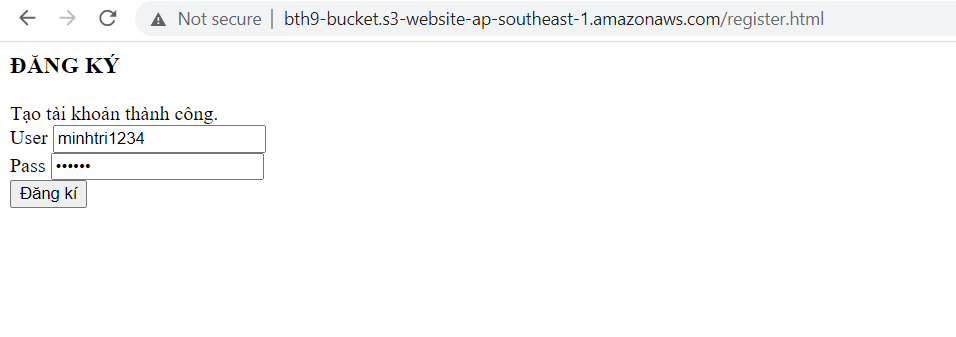 Not secure | bth9-bucket.s3-website-ap-southeast-1.amazonaws.com/register.html
ĐĂNG KÝ
Tạo tài khoản thành công.
User minhtri1234
Pass ••••••
Đăng kí